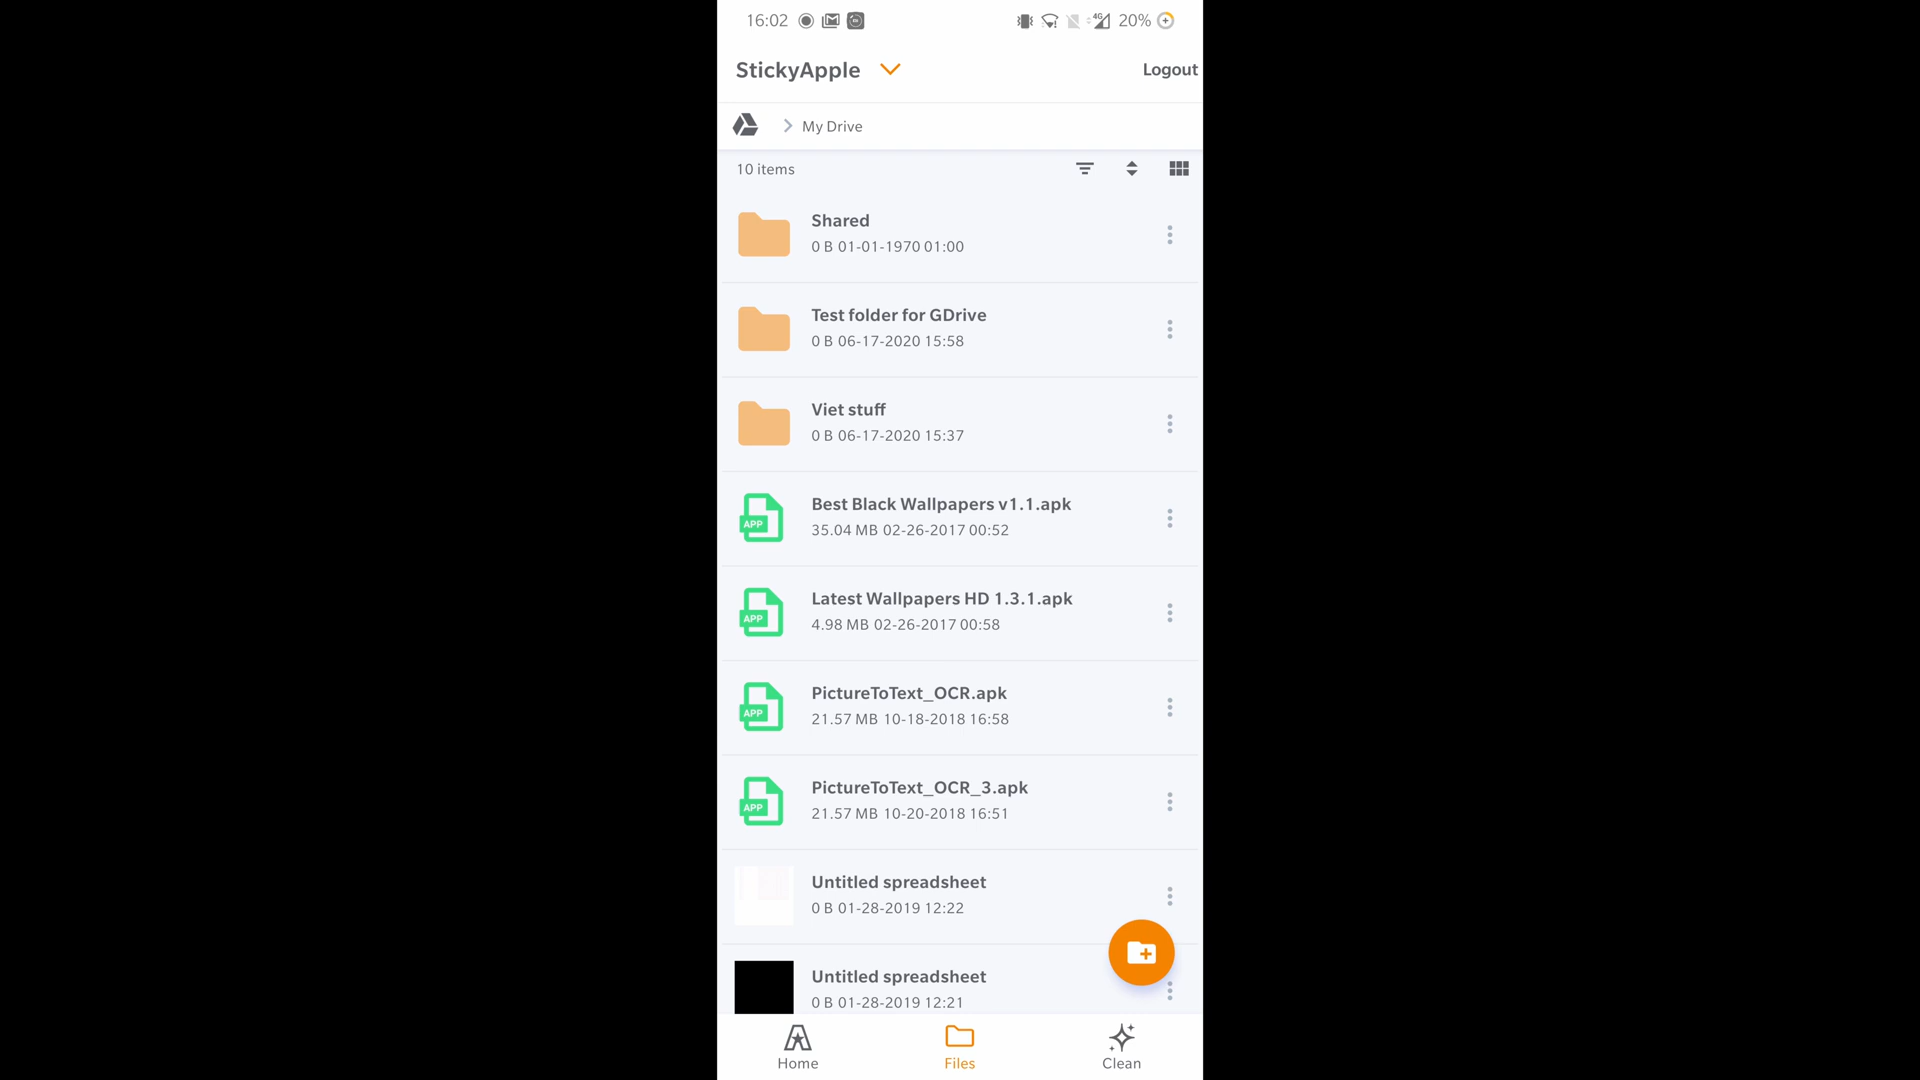 16:02 20%
StickyApple Logout
My Drive
10 items
Shared
0 B 01-01-1970 01:00
Test folder for GDrive
0 B 06-17-2020 15:58
Viet stuff
0 B 06-17-2020 15:37
APP
Best Black Wallpapers v1.1.apk
35.04 MB 02-26-2017 00:52
APP
Latest Wallpapers HD 1.3.1.apk
4.98 MB 02-26-2017 00:58
APP
PictureToText_OCR.apk
21.57 MB 10-18-2018 16:58
APP
PictureToText_OCR_3.apk
21.57 MB 10-20-2018 16:51
Untitled spreadsheet
0 B 01-28-2019 12:22
Untitled spreadsheet
0 B 01-28-2019 12:21
Home Files Clean